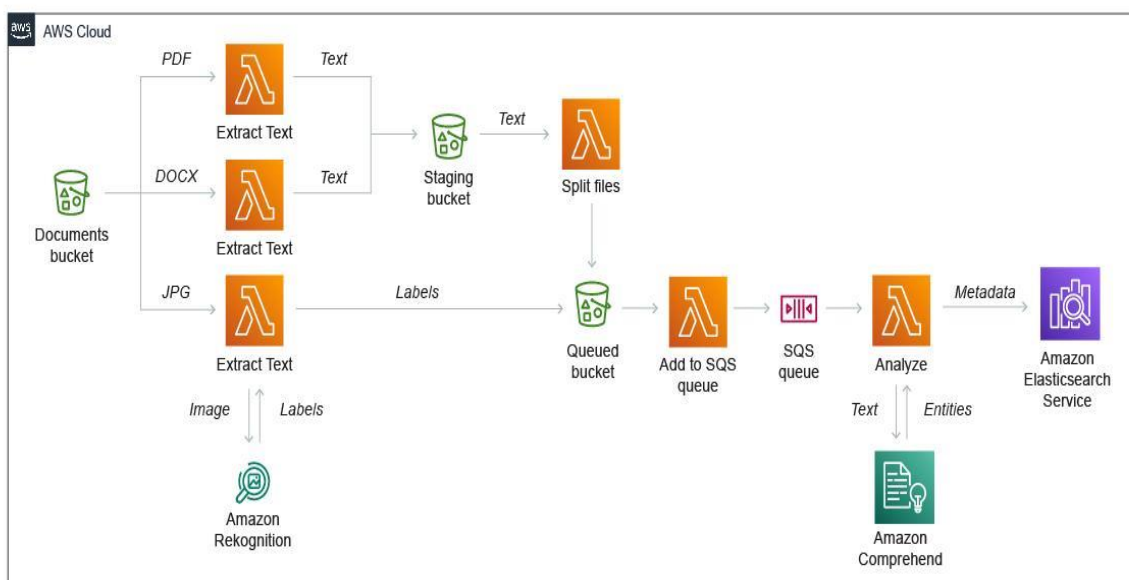 aws
AWS Cloud
PDF
Text
Extract Text
DOCX
Text
Extract Text
Documents
bucket
JPG
Labels
Extract Text
Image
Labels
Amazon
Rekognition
Staging
bucket
Text
Split files
Queued
bucket
Add to SQS
queue
SQS
queue
Analyze
Metadata
Amazon
Elasticsearch
Service
Text
Entities
Amazon
Comprehend